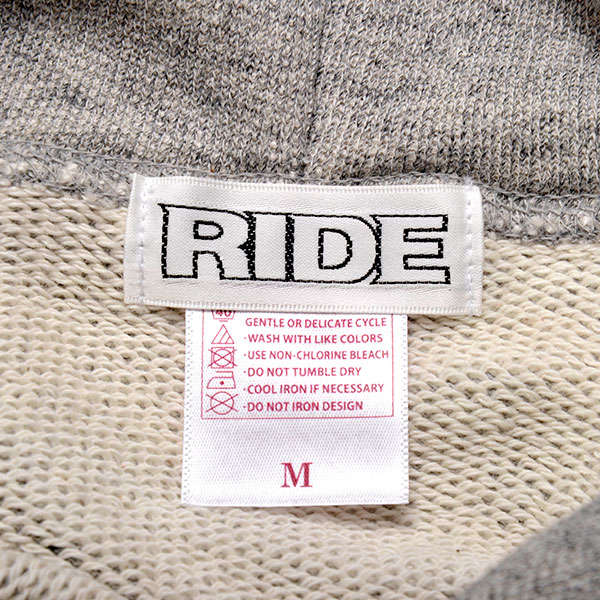 RIDE
40
GENTLE OR DELICATE CYCLE
·WASH WITH LIKE COLORS
·USE NON-CHLORINE BLEACH
·DO NOT TUMBLE DRY
·COOL IRON IF NECESSARY
·DO NOT IRON DESIGN
M